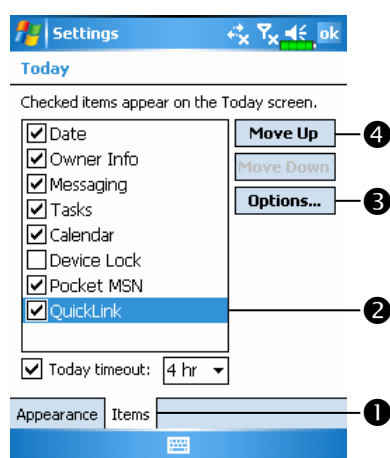 Settings ok
Today
Checked items appear on the Today screen.
Date
Owner Info
Messaging
Tasks
Calendar
Device Lock
Pocket MSN
QuickLink
Move Up 4
Move Down
Options... 3
2
Today timeout: 4 hr
Appearance Items 1